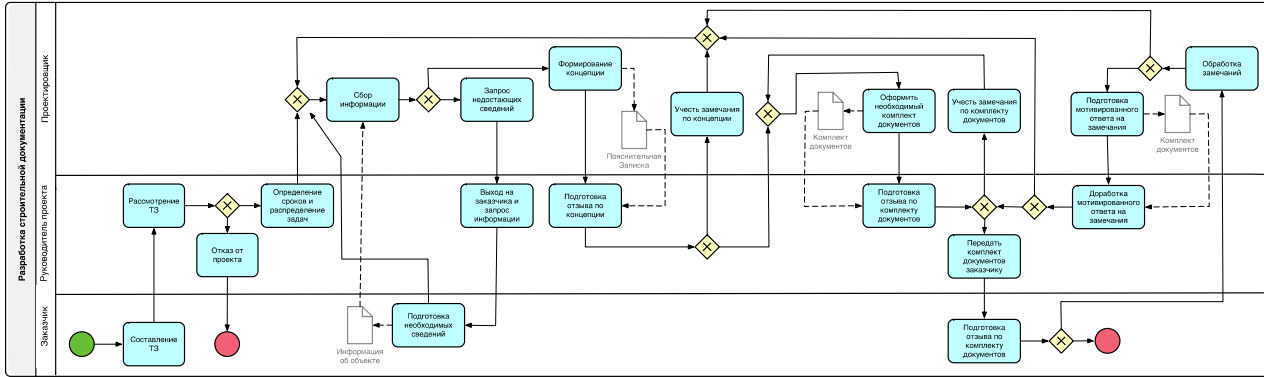 Разработка строительной документации
Проектировщик
Руководитель проекта
Заказчик
Сбор
информации
Запрос
недостающих
сведений
Формирование
концепции
Пояснительная
Записка
Учесть замечания
по концепции
Комплект
документов
Оформить
необходимый
комплект
документов
Учесть замечания
по комплекту
документов
Подготовка
мотивированного
ответа на
замечания
Комплект
документов
Обработка
замечаний
Рассмотрение
ТЗ
Отказ от
проекта
Определение
сроков и
распределение
задач
Выход на
заказчика и
запрос
информации
Подготовка
отзыва по
концепции
Подготовка
отзыва по
комплекту
документов
Передать
комплект
документов
заказчику
Доработка
мотивированного
ответа на
замечания
Составление
ТЗ
Информация
об объекте
Подготовка
необходимых
сведений
Подготовка
отзыва по
комплекту
документов